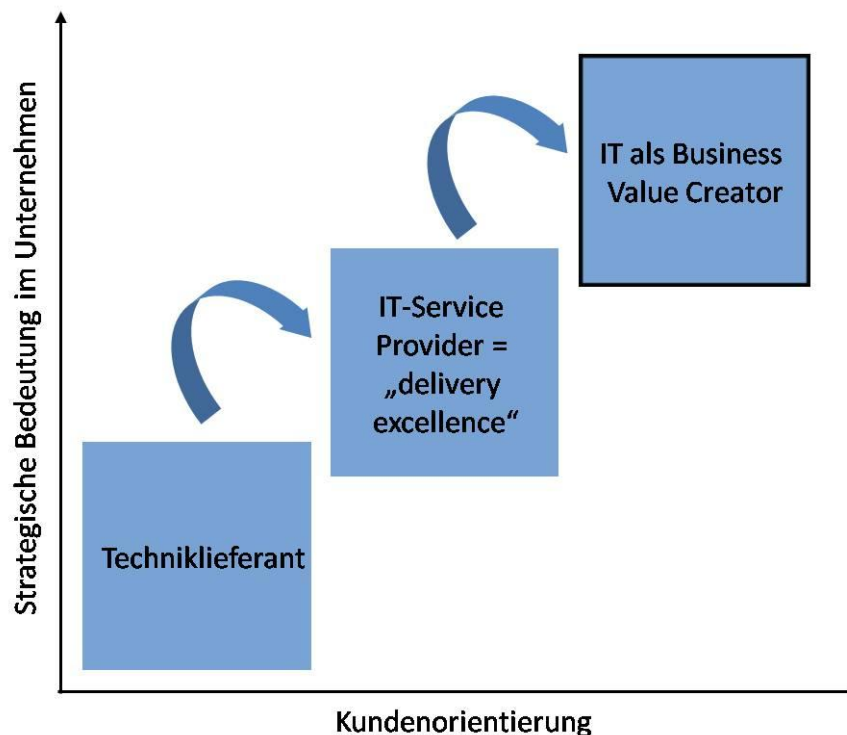 Strategische Bedeutung im Unternehmen
IT als Business
Value Creator
IT-Service
Provider =
„delivery
excellence“
Techniklieferant
Kundenorientierung